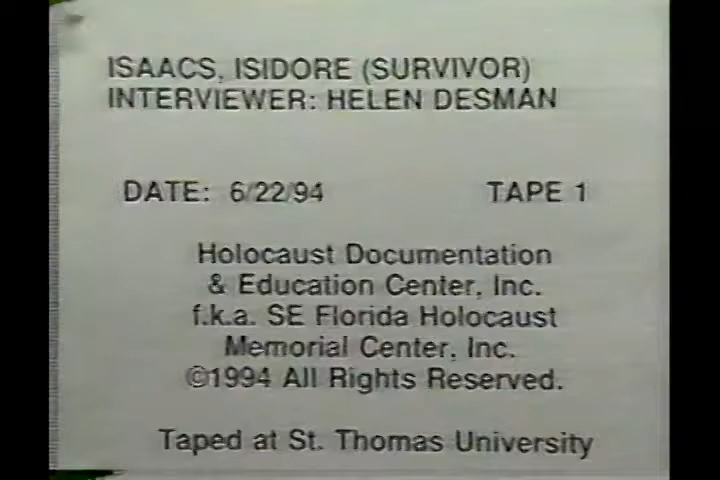 ISAACS, ISIDORE (SURVIVOR)
INTERVIEWER: HELEN DESMAN
DATE: 6/22/94 TAPE 1
Holocaust Documentation
& Education Center, Inc.
f.k.a. SE Florida Holocaust
Memorial Center, Inc.
©1994 All Rights Reserved.
Taped at St. Thomas University